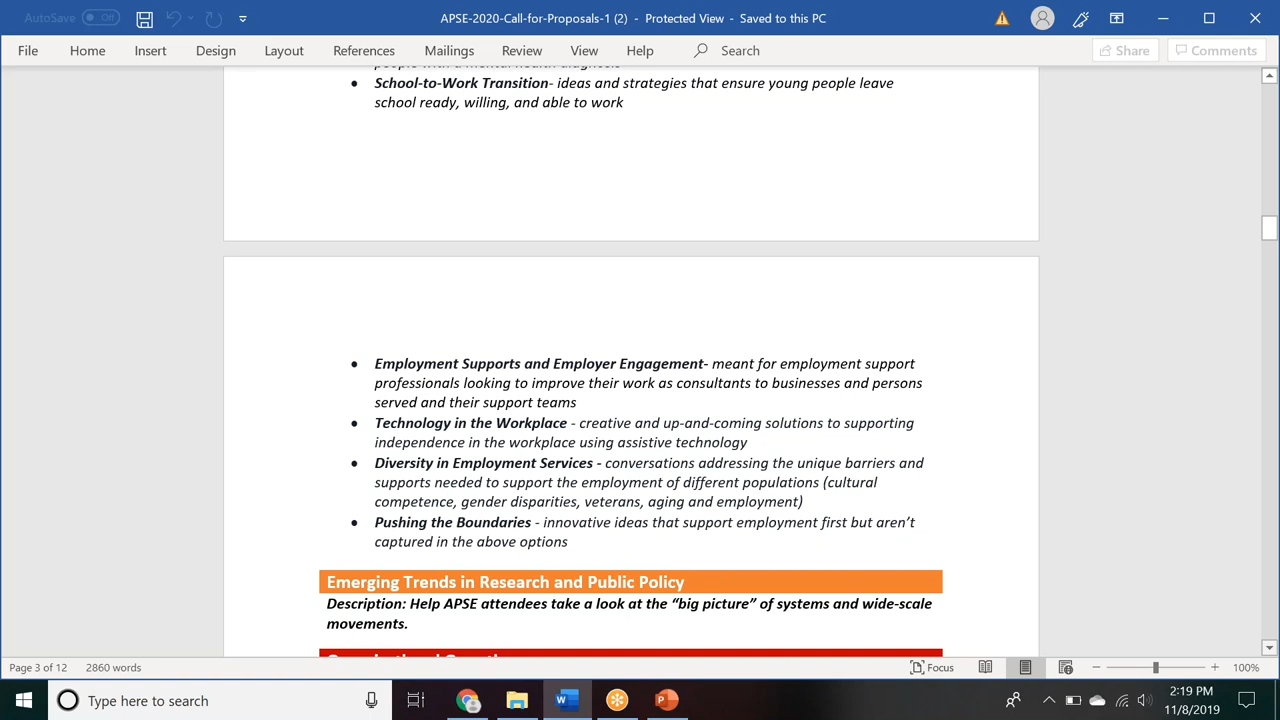 AutoSave Off
APSE-2020-Call-for-Proposals-1 (2) - Protected View - Saved to this PC
File Home Insert Design Layout References Mailings Review View Help Search Share Comments
people with a mental health diagnosis
• School-to-Work Transition- ideas and strategies that ensure young people leave
school ready, willing, and able to work
• Employment Supports and Employer Engagement- meant for employment support
professionals looking to improve their work as consultants to businesses and persons
served and their support teams
• Technology in the Workplace - creative and up-and-coming solutions to supporting
independence in the workplace using assistive technology
• Diversity in Employment Services - conversations addressing the unique barriers and
supports needed to support the employment of different populations (cultural
competence, gender disparities, veterans, aging and employment)
• Pushing the Boundaries - innovative ideas that support employment first but aren't
captured in the above options
Emerging Trends in Research and Public Policy
Description: Help APSE attendees take a look at the “big picture” of systems and wide-scale
movements.
Page 3 of 12 2860 words Focus 100%
Type here to search
2:19 PM
11/8/2019